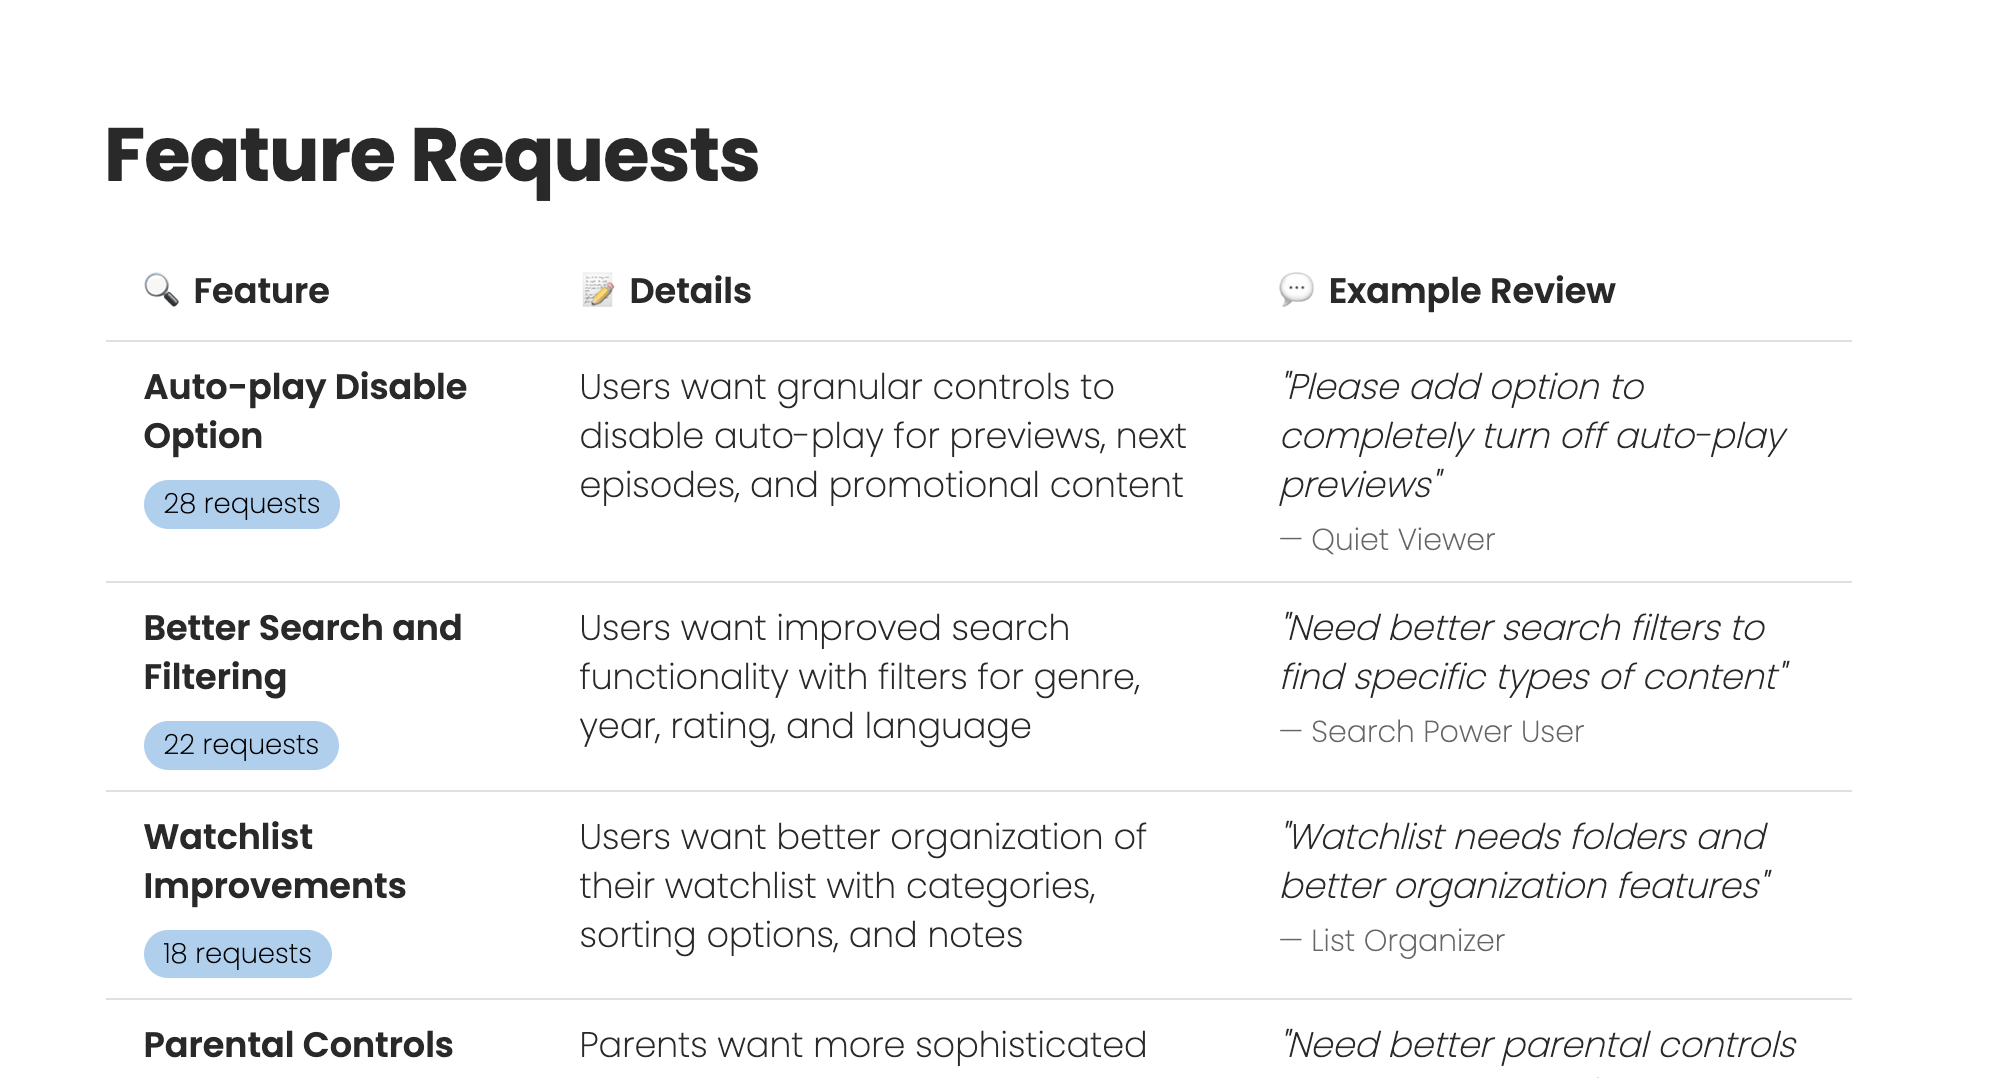 Feature Requests
🔍 Feature
📝 Details
💬 Example Review
Auto-play Disable
Option
28 requests
Users want granular controls to
disable auto-play for previews, next
episodes, and promotional content
"Please add option to
completely turn off auto-play
previews"
— Quiet Viewer
Better Search and
Filtering
22 requests
Users want improved search
functionality with filters for genre,
year, rating, and language
"Need better search filters to
find specific types of content"
— Search Power User
Watchlist
Improvements
18 requests
Users want better organization of
their watchlist with categories,
sorting options, and notes
"Watchlist needs folders and
better organization features"
— List Organizer
Parental Controls
Parents want more sophisticated
"Need better parental controls